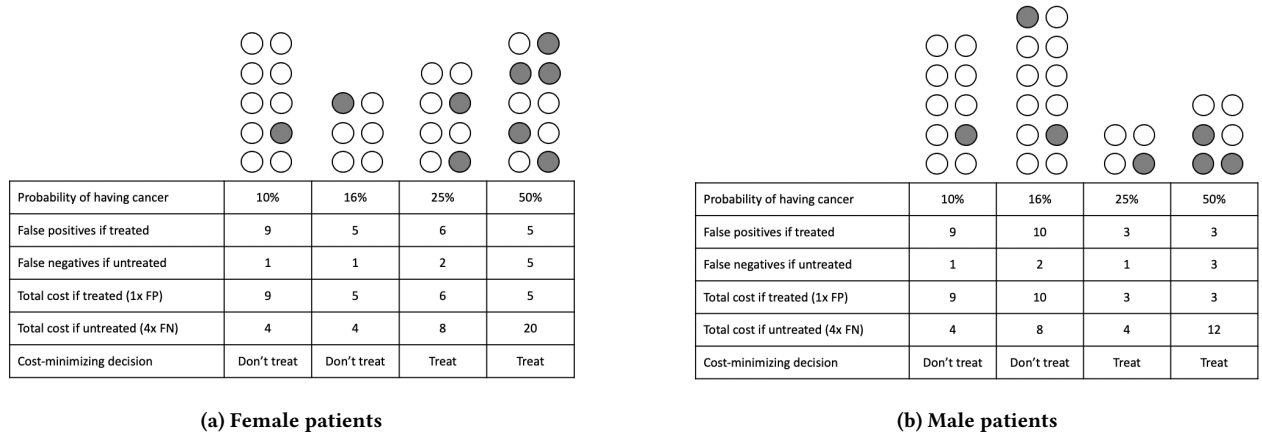 Probability of having cancer 10% 16% 25% 50%
False positives if treated 9 5 6 5
False negatives if untreated 1 1 2 5
Total cost if treated (1x FP) 9 5 6 5
Total cost if untreated (4x FN) 4 4 8 20
Cost-minimizing decision Don’t treat Don’t treat Treat Treat
(a) Female patients
Probability of having cancer 10% 16% 25% 50%
False positives if treated 9 10 3 3
False negatives if untreated 1 2 1 3
Total cost if treated (1x FP) 9 10 3 3
Total cost if untreated (4x FN) 4 8 4 12
Cost-minimizing decision Don’t treat Don’t treat Treat Treat
(b) Male patients